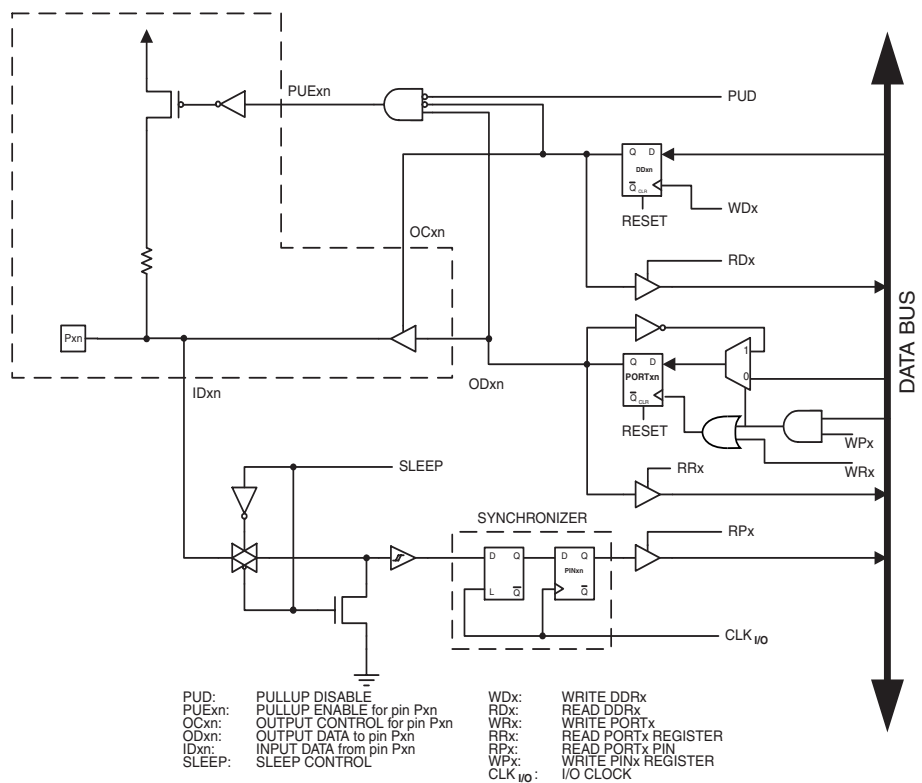 PUExn
PUD
Q D
DDxn
Q CLR
RESET
WDx
OCxn
RDx
Pxn
ODxn
IDxn
1
Q D
PORTxn
0
Q CLR
RESET
WPx
WRx
SLEEP
RRx
SYNCHRONIZER
RPx
D Q
L Q
D Q
PINxn
Q
CLK I/O
DATA BUS
PUD: PULLUP DISABLE
PUExn: PULLUP ENABLE for pin Pxn
OCxn: OUTPUT CONTROL for pin Pxn
ODxn: OUTPUT DATA to pin Pxn
IDxn: INPUT DATA from pin Pxn
SLEEP: SLEEP CONTROL
WDx: WRITE DDRx
RDx: READ DDRx
WRx: WRITE PORTx
RRx: READ PORTx REGISTER
RPx: READ PORTx PIN
WPx: WRITE PINx REGISTER
CLK I/O: I/O CLOCK